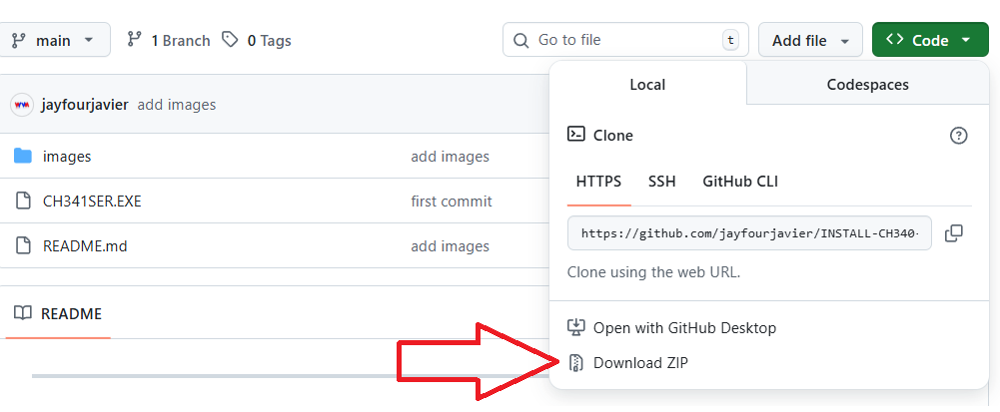 main
1 Branch
0 Tags
Go to file
t
Add file
Code
Local
Codespaces
jayfourjavier add images
Clone
images
add images
HTTPS
SSH
GitHub CLI
CH341SER.EXE
first commit
https://github.com/jayfourjavier/INSTALL-CH340-
README.md
add images
Clone using the web URL.
README
Open with GitHub Desktop
Download ZIP